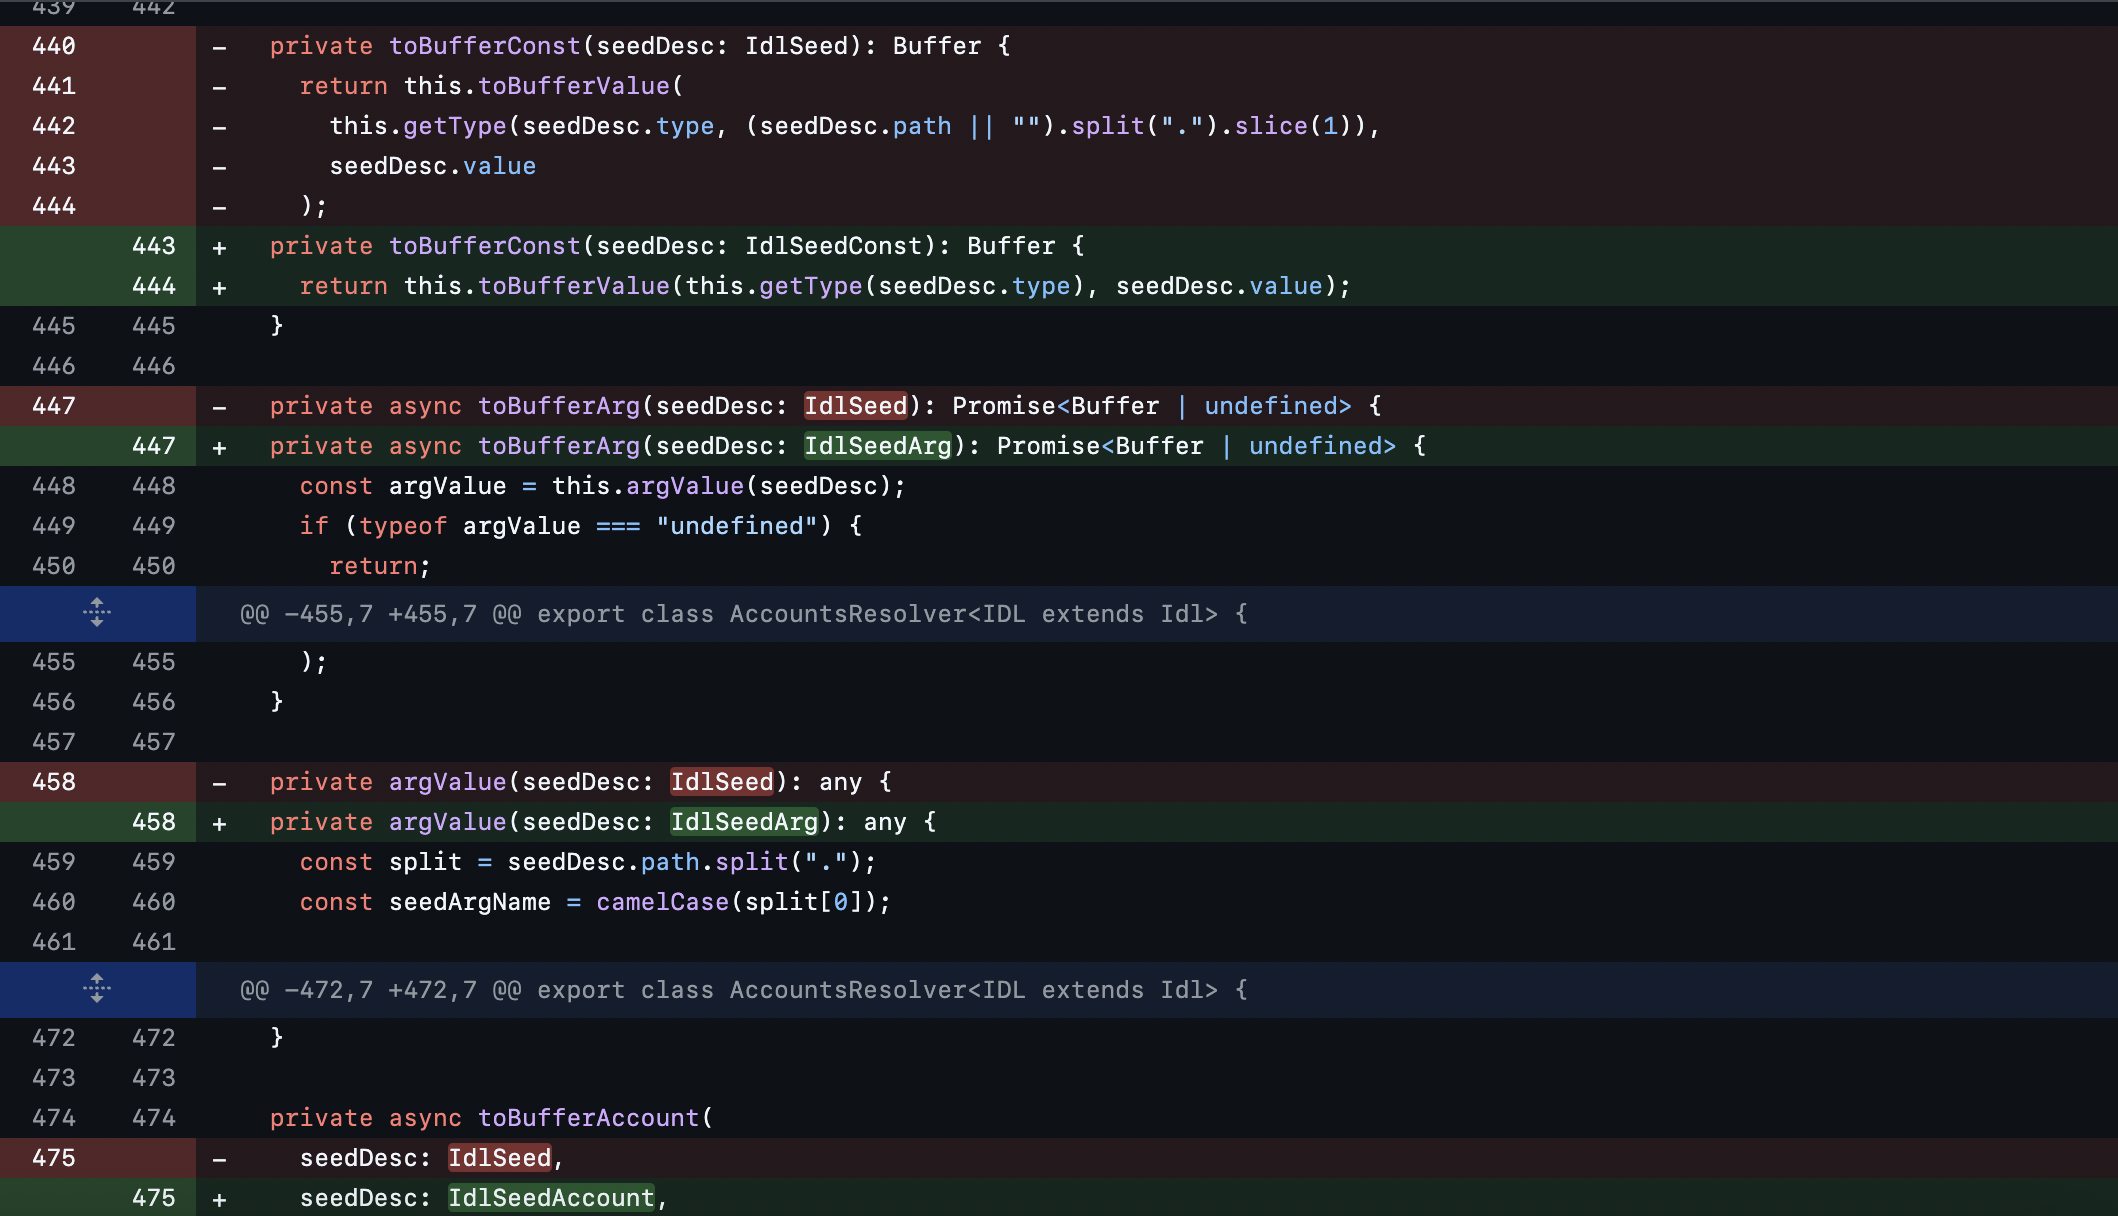 439 442
440 - private toBufferConst(seedDesc: IdlSeed): Buffer {
441 - return this.toBufferValue(
442 - this.getType(seedDesc.type, (seedDesc.path || "").split(".").slice(1)),
443 - seedDesc.value
444 - );
443 + private toBufferConst(seedDesc: IdlSeedConst): Buffer {
444 + return this.toBufferValue(this.getType(seedDesc.type), seedDesc.value);
445 445 }
446 446
447 - private async toBufferArg(seedDesc: IdlSeed): Promise<Buffer | undefined> {
447 + private async toBufferArg(seedDesc: IdlSeedArg): Promise<Buffer | undefined> {
448 448 const argValue = this.argValue(seedDesc);
449 449 if (typeof argValue === "undefined") {
450 450 return;
@@ -455,7 +455,7 @@ export class AccountsResolver<IDL extends Idl> {
455 455 );
456 456 }
457 457
458 - private argValue(seedDesc: IdlSeed): any {
458 + private argValue(seedDesc: IdlSeedArg): any {
459 459 const split = seedDesc.path.split(".");
460 460 const seedArgName = camelCase(split[0]);
461 461
@@ -472,7 +472,7 @@ export class AccountsResolver<IDL extends Idl> {
472 472 }
473 473
474 474 private async toBufferAccount(
475 - seedDesc: IdlSeed,
475 + seedDesc: IdlSeedAccount,